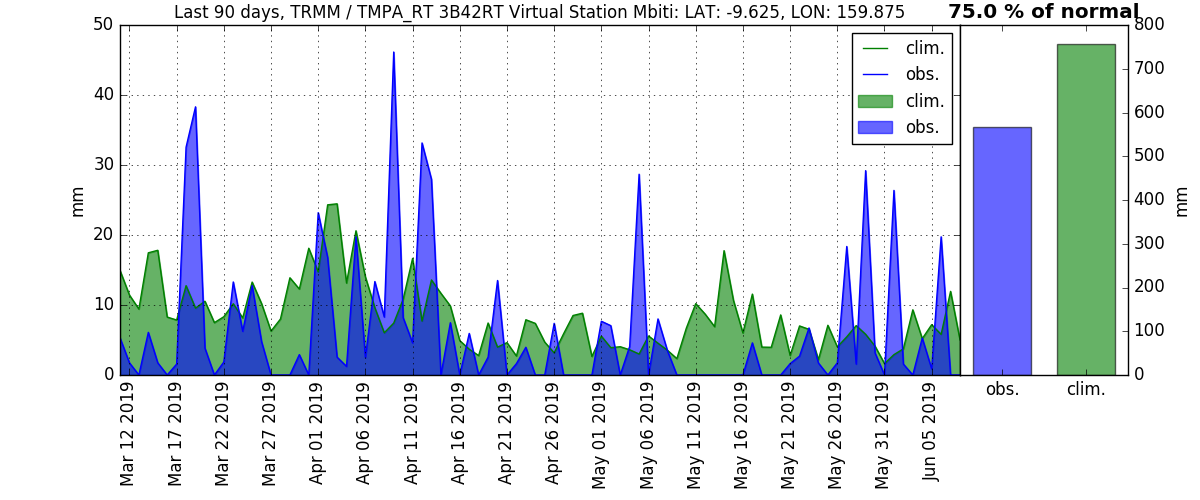 Last 90 days, TRMM / TMPA_RT 3B42RT Virtual Station Mbiti: LAT: -9.625, LON: 159.875
75.0 % of normal
50
40
30
20
10
0
mm
clim.
obs.
clim.
obs.
800
700
600
500
400
300
200
100
0
mm
Mar 12 2019
Mar 17 2019
Mar 22 2019
Mar 27 2019
Apr 01 2019
Apr 06 2019
Apr 11 2019
Apr 16 2019
Apr 21 2019
Apr 26 2019
May 01 2019
May 06 2019
May 11 2019
May 16 2019
May 21 2019
May 26 2019
May 31 2019
Jun 05 2019
obs.
clim.